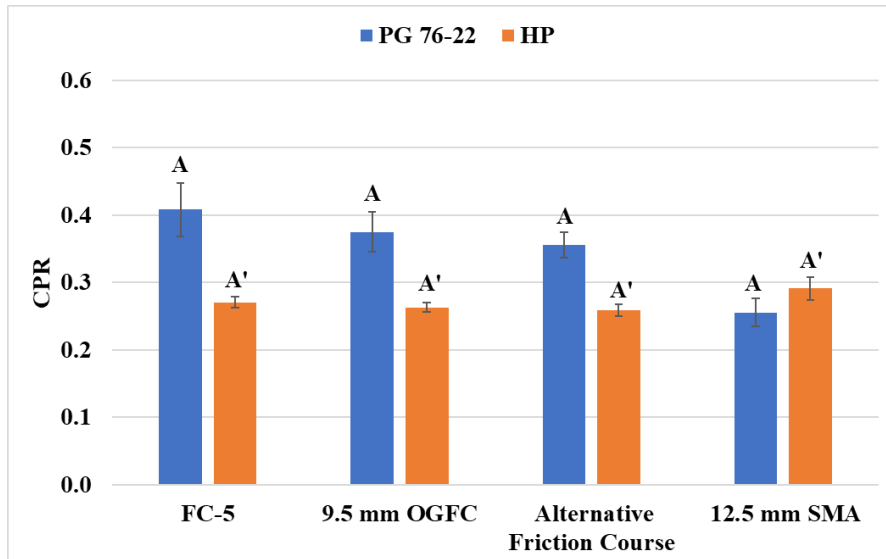 PG 76-22 HP
0.6
0.5
0.4
0.3
0.2
0.1
0.0
CPR
A
A'
A
A'
A
A'
A
A'
FC-5
9.5 mm OGFC
Alternative
Friction Course
12.5 mm SMA